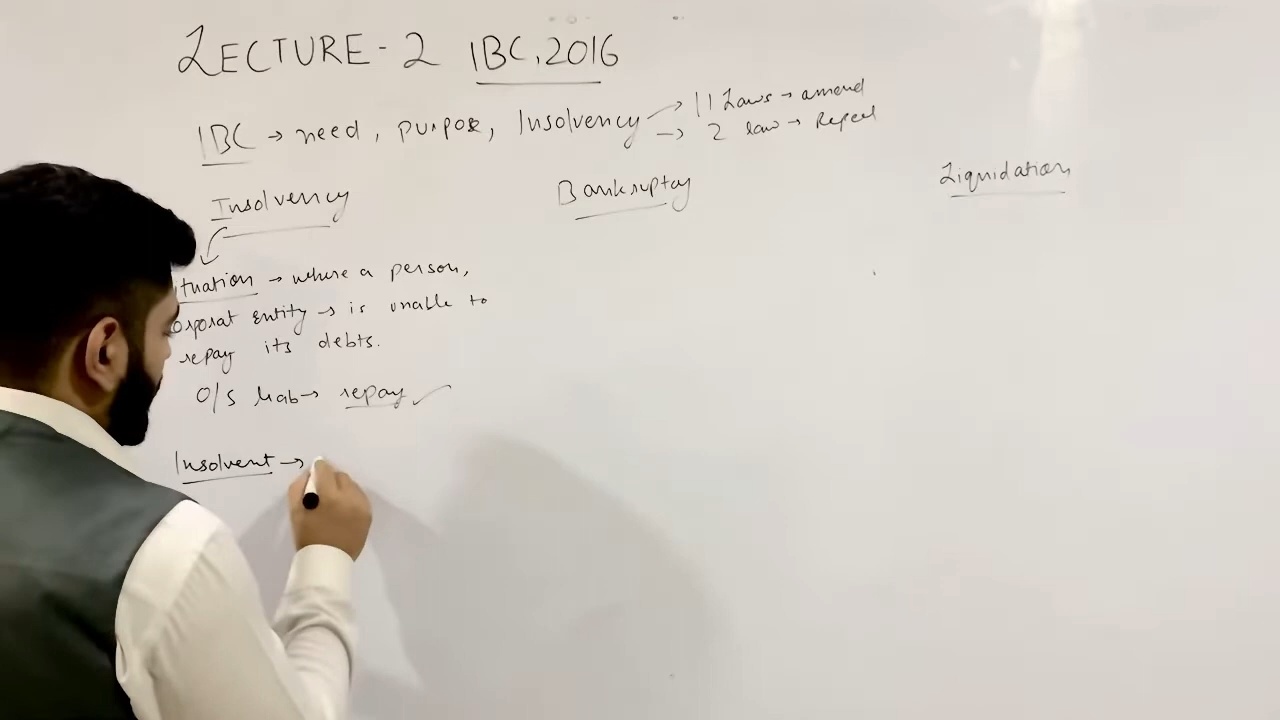 LECTURE-2 IBC,2016
IBC → need, purpose, Insolvency → 11 Laws → amend
→ 2 law → Repeal
Insolvency
Bankruptcy
Liquidation
tuation → where a person,
orporat Entity → is unable to
repay its debts.
O/S liab → repay ✓
Insolvent →